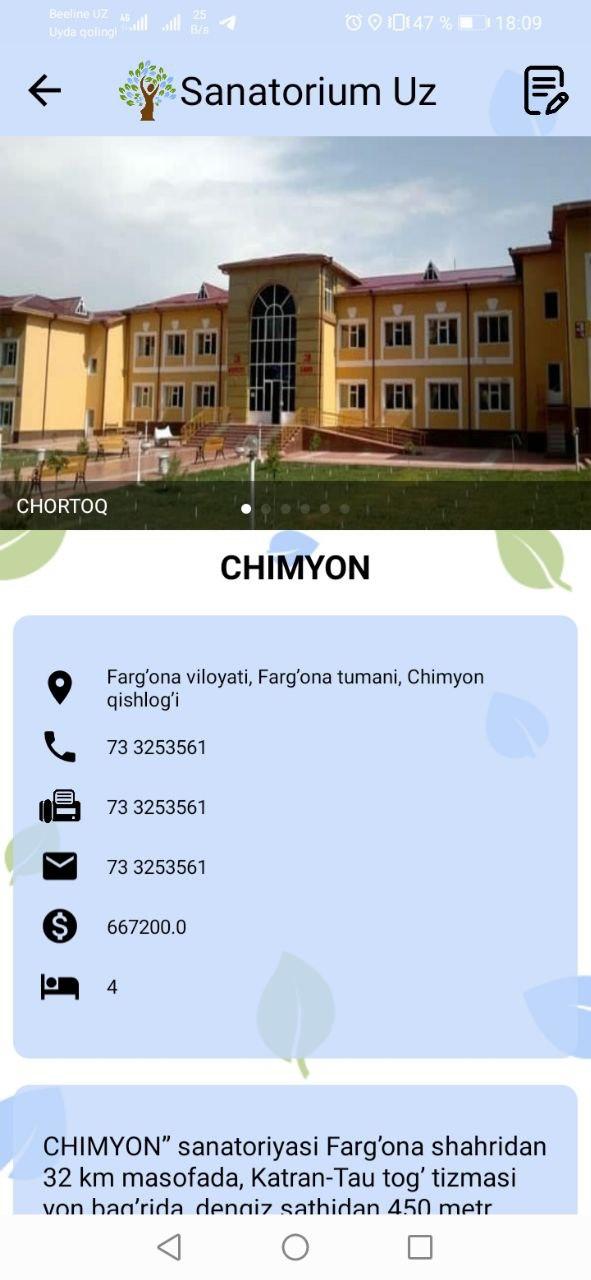 Beeline UZ
Uyda qolingi
4G
25
B/s
47 %
18:09
Sanatorium Uz
CHORTOQ
CHIMYON
Farg’ona viloyati, Farg’ona tumani, Chimyon
qishlog’i
73 3253561
73 3253561
73 3253561
667200.0
4
CHIMYON” sanatoriyasi Farg’ona shahridan
32 km masofada, Katran-Tau tog’ tizmasi
yon bag’rida, dengiz sathidan 450 metr